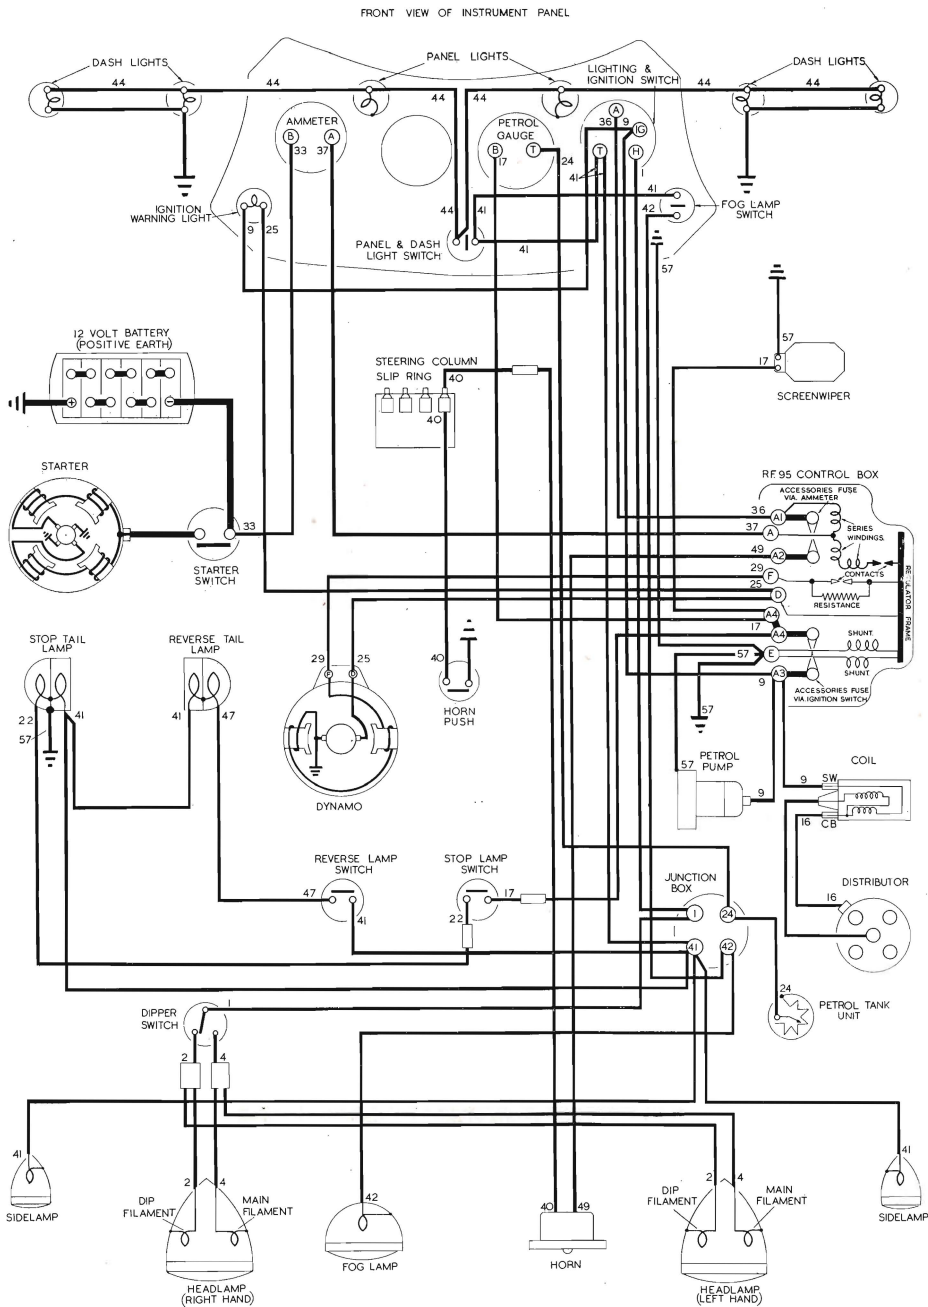 FRONT VIEW OF INSTRUMENT PANEL
DASH LIGHTS
PANEL LIGHTS
LIGHTING &
IGNITION SWITCH
DASH LIGHTS
44
44
44
44
44
44
AMMETER
B
A
33
37
PETROL
GAUGE
B
T
17
24
A
36
9
IG
T
H
41
1
IGNITION
WARNING LIGHT
9
25
44
41
PANEL & DASH
LIGHT SWITCH
41
41
42
FOG LAMP
SWITCH
57
12 VOLT BATTERY
(POSITIVE EARTH)
+
–
STEERING COLUMN
SLIP RING
40
40
57
17
SCREENWIPER
STARTER
33
STARTER
SWITCH
R.F. 95 CONTROL BOX
ACCESSORIES FUSE
VIA. AMMETER
36
A1
37
A
SERIES
WINDINGS
49
A2
29
F
CONTACTS
25
D
RESISTANCE
REGULATOR FRAME
A4
17
A4
SHUNT.
57
E
SHUNT.
A3
9
ACCESSORIES FUSE
VIA. IGNITION SWITCH
57
STOP TAIL
LAMP
22
41
57
REVERSE TAIL
LAMP
41
47
29
25
F
D
DYNAMO
40
HORN
PUSH
57
PETROL
PUMP
9
COIL
9
SW
16
CB
REVERSE LAMP
SWITCH
47
41
STOP LAMP
SWITCH
17
22
JUNCTION
BOX
1
24
41
42
DISTRIBUTOR
16
24
PETROL TANK
UNIT
DIPPER
SWITCH
1
2
4
41
SIDELAMP
2
4
DIP
FILAMENT
MAIN
FILAMENT
HEADLAMP
(RIGHT HAND)
42
FOG LAMP
40
49
HORN
2
4
DIP
FILAMENT
MAIN
FILAMENT
HEADLAMP
(LEFT HAND)
41
SIDELAMP